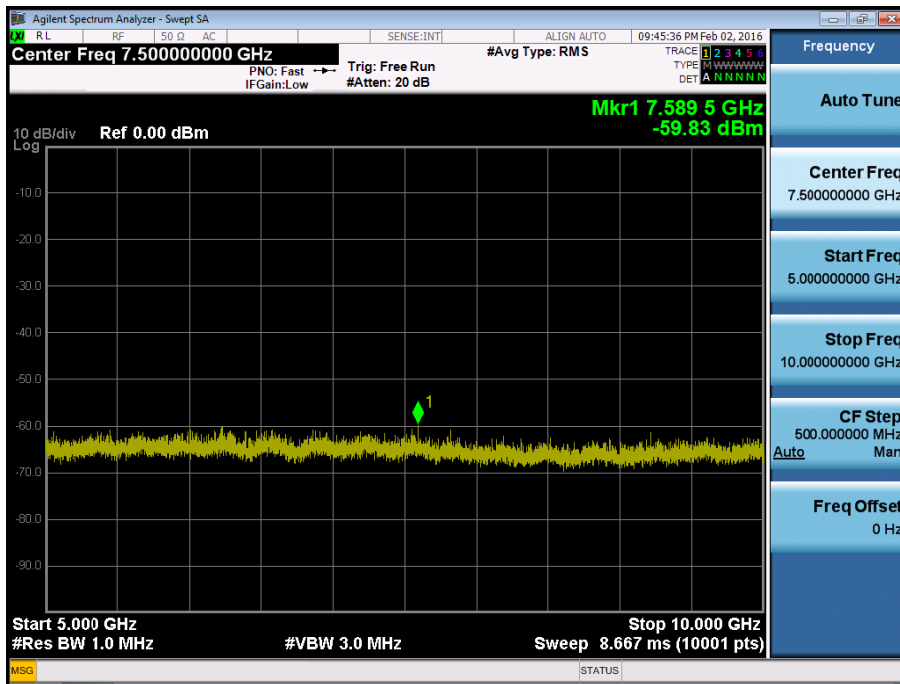 Agilent Spectrum Analyzer - Swept SA
LXI RL RF 50 Ω AC SENSE:INT ALIGN AUTO 09:45:36 PM Feb 02, 2016
Center Freq 7.500000000 GHz
#Avg Type: RMS
TRACE 1 2 3 4 5 6
TYPE M WWWWW
DET A N N N N N
PNO: Fast
IFGain:Low
Trig: Free Run
#Atten: 20 dB
Mkr1 7.589 5 GHz
-59.83 dBm
10 dB/div Ref 0.00 dBm
Log
-10.0
-20.0
-30.0
-40.0
-50.0
1
-60.0
-70.0
-80.0
-90.0
Start 5.000 GHz Stop 10.000 GHz
#Res BW 1.0 MHz #VBW 3.0 MHz Sweep 8.667 ms (10001 pts)
MSG STATUS
Frequency
Auto Tune
Center Freq
7.500000000 GHz
Start Freq
5.000000000 GHz
Stop Freq
10.000000000 GHz
CF Step
500.000000 MHz
Auto Man
Freq Offset
0 Hz